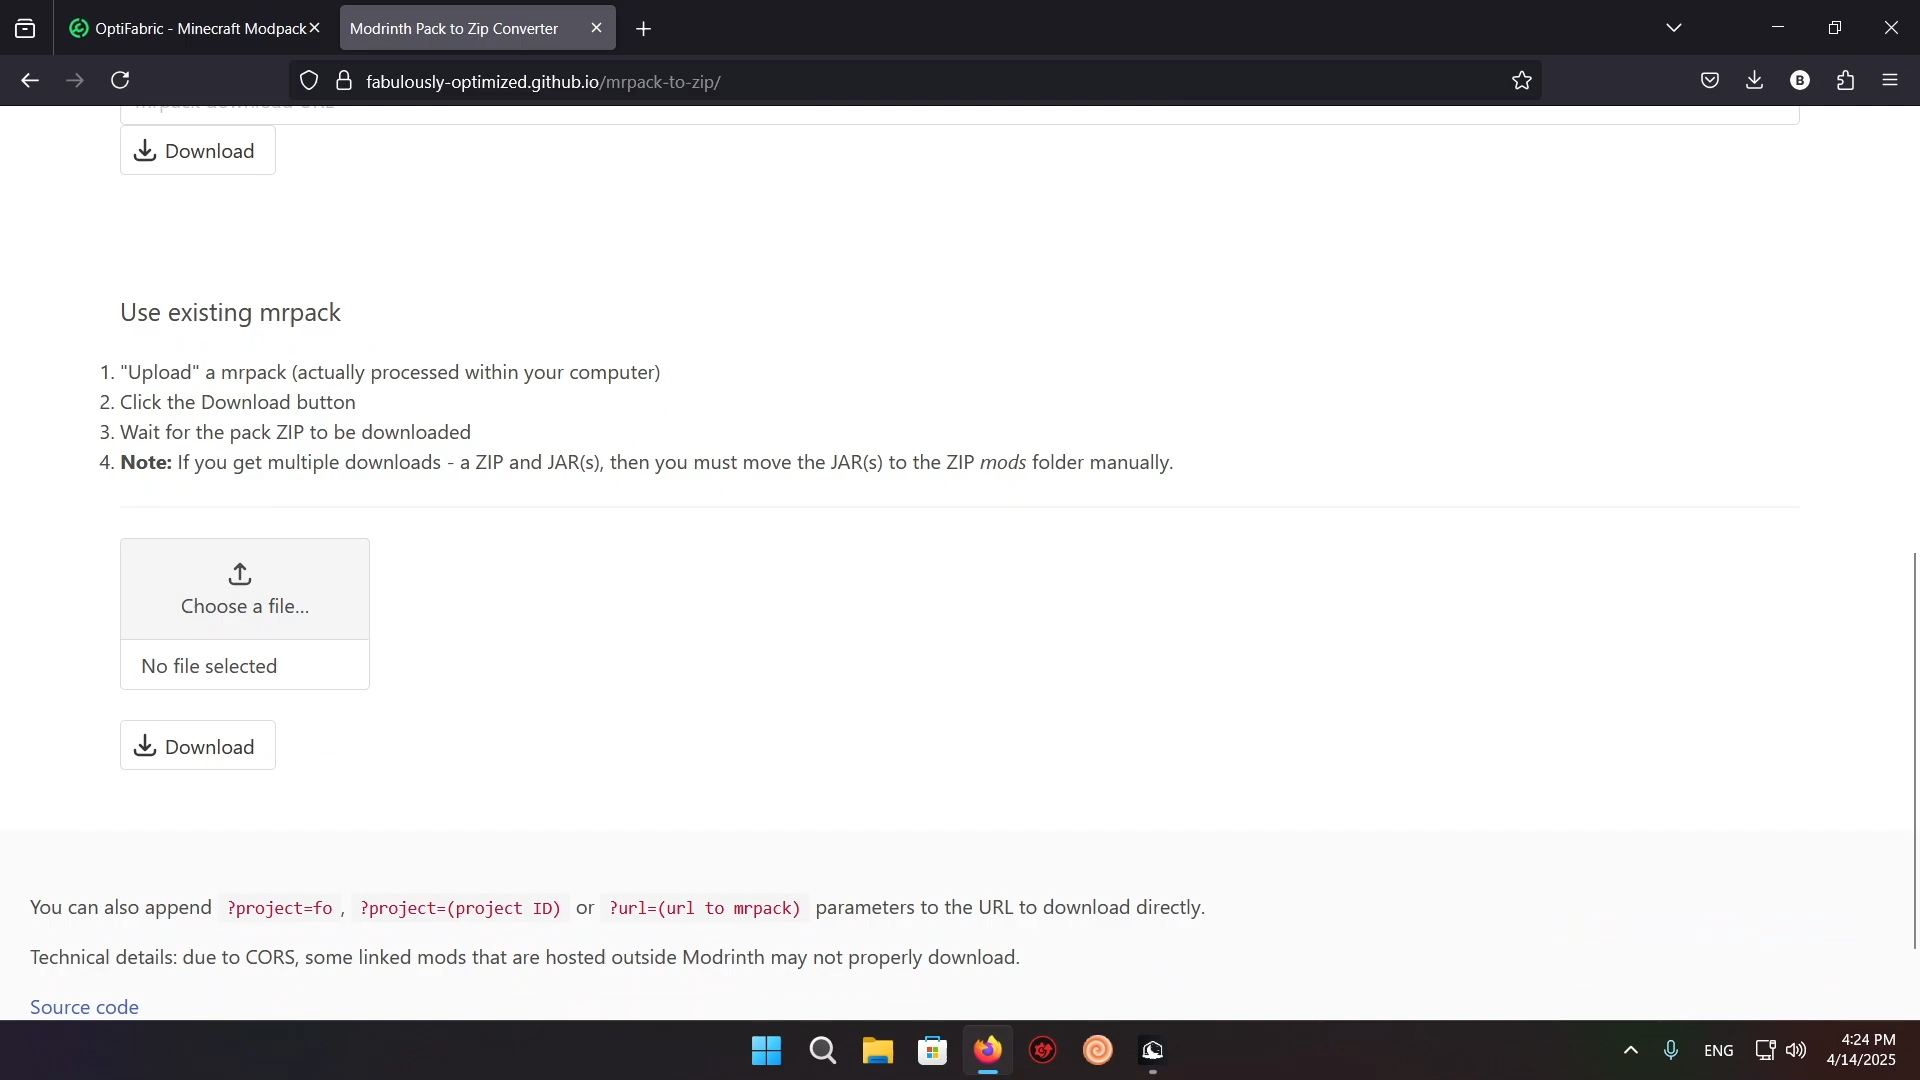 OptiFabric - Minecraft Modpack
Modrinth Pack to Zip Converter
fabulously-optimized.github.io/mrpack-to-zip/
B
Download
Use existing mrpack
1. "Upload" a mrpack (actually processed within your computer)
2. Click the Download button
3. Wait for the pack ZIP to be downloaded
4. Note: If you get multiple downloads - a ZIP and JAR(s), then you must move the JAR(s) to the ZIP mods folder manually.
Choose a file...
No file selected
Download
You can also append ?project=fo , ?project=(project ID) or ?url=(url to mrpack) parameters to the URL to download directly.
Technical details: due to CORS, some linked mods that are hosted outside Modrinth may not properly download.
Source code
ENG
4:24 PM
4/14/2025